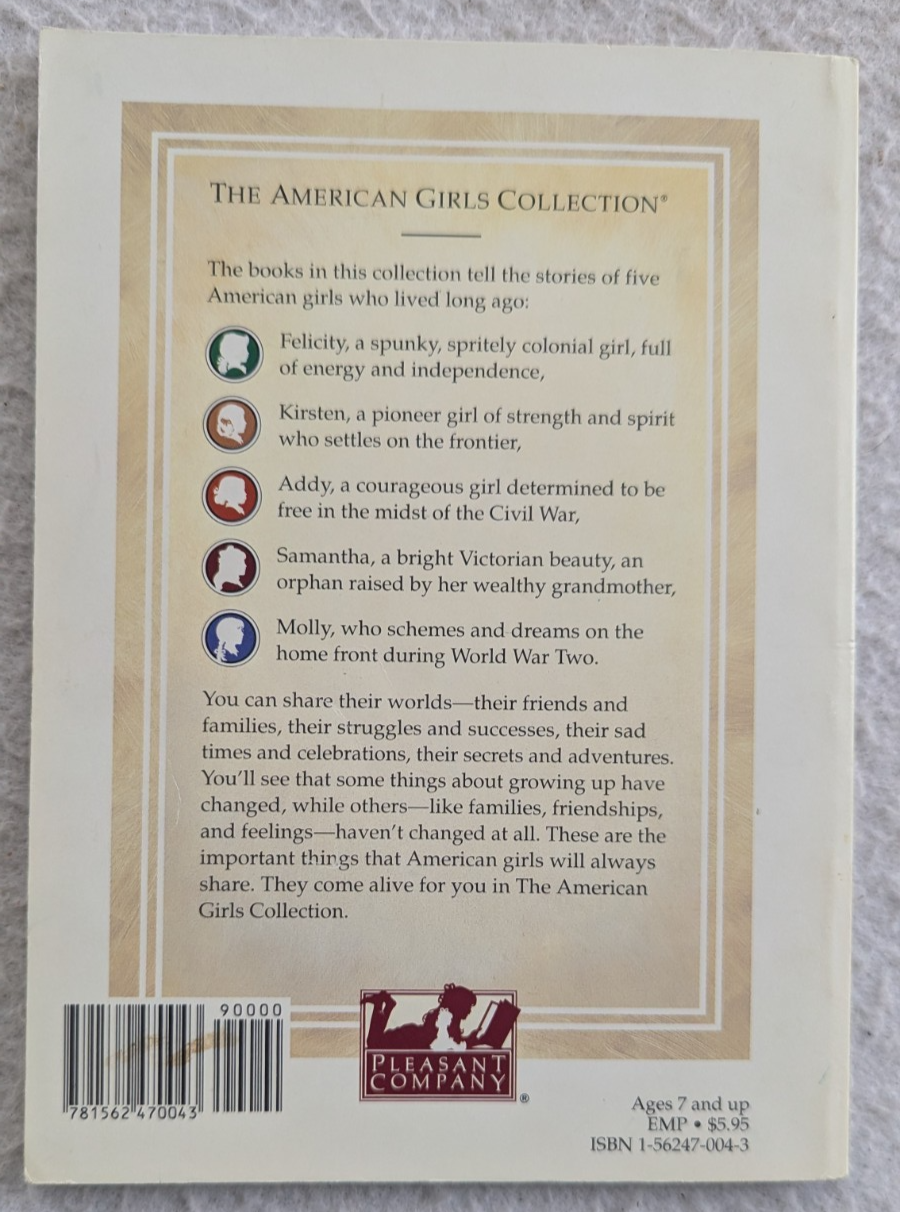 THE AMERICAN GIRLS COLLECTION®
The books in this collection tell the stories of five
American girls who lived long ago:
Felicity, a spunky, spritely colonial girl, full
of energy and independence,
Kirsten, a pioneer girl of strength and spirit
who settles on the frontier,
Addy, a courageous girl determined to be
free in the midst of the Civil War,
Samantha, a bright Victorian beauty, an
orphan raised by her wealthy grandmother,
Molly, who schemes and dreams on the
home front during World War Two.
You can share their worlds—their friends and
families, their struggles and successes, their sad
times and celebrations, their secrets and adventures.
You'll see that some things about growing up have
changed, while others—like families, friendships,
and feelings—haven't changed at all. These are the
important things that American girls will always
share. They come alive for you in The American
Girls Collection.
90000
781562 470043
PLEASANT
COMPANY®
Ages 7 and up
EMP • $5.95
ISBN 1-56247-004-3